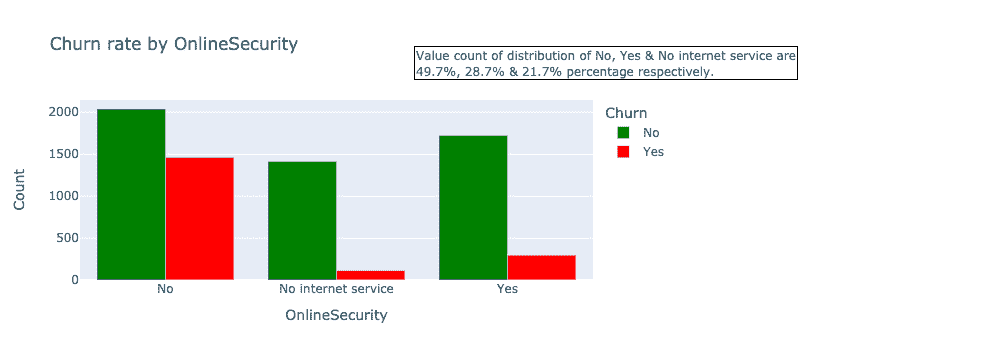 Churn rate by OnlineSecurity
Value count of distribution of No, Yes & No internet service are
49.7%, 28.7% & 21.7% percentage respectively.
Churn
No
Yes
Count
2000
1500
1000
500
0
No No internet service Yes
OnlineSecurity